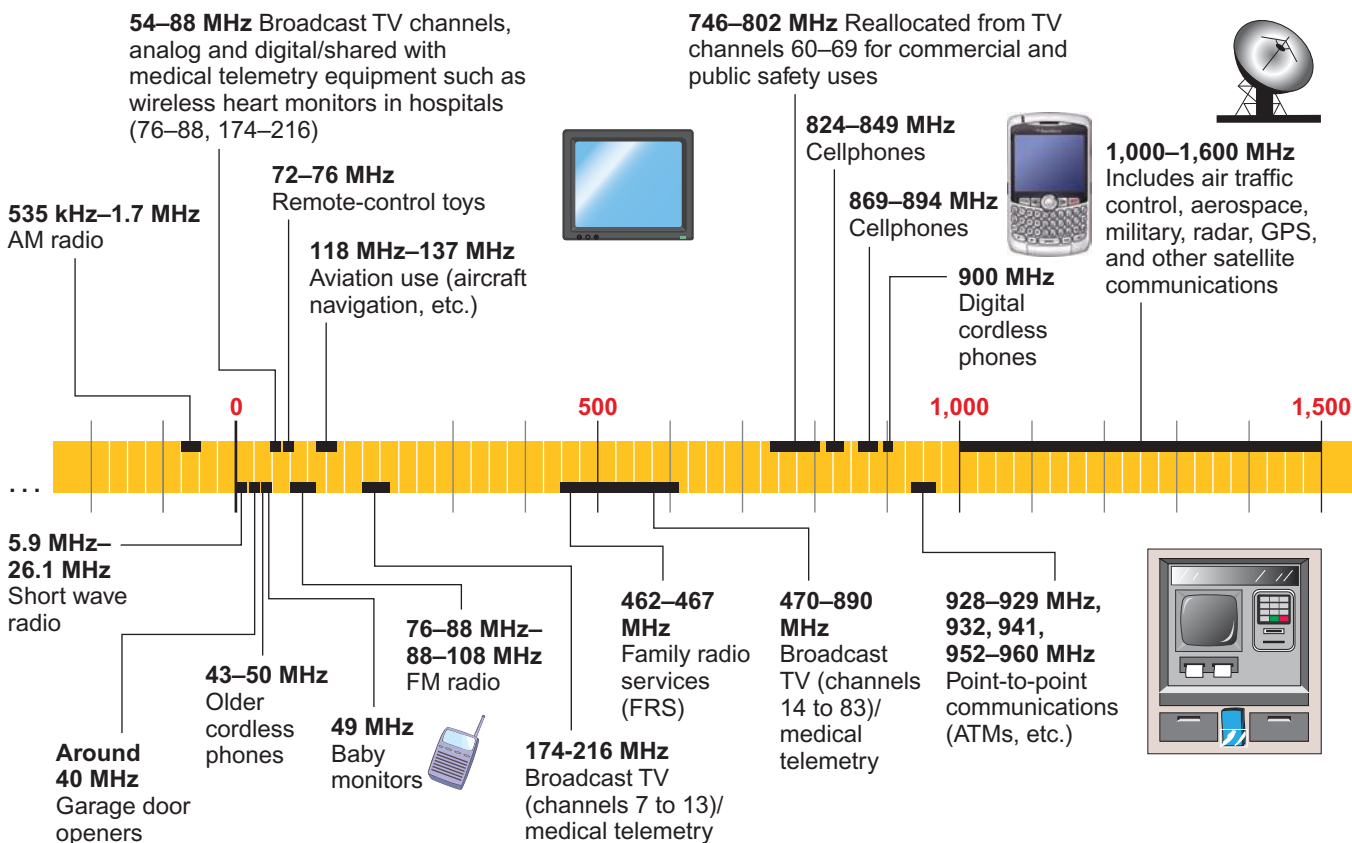 54–88 MHz Broadcast TV channels,
analog and digital/shared with
medical telemetry equipment such as
wireless heart monitors in hospitals
(76–88, 174–216)
746–802 MHz Reallocated from TV
channels 60–69 for commercial and
public safety uses
824–849 MHz
Cellphones
1,000–1,600 MHz
Includes air traffic
control, aerospace,
military, radar, GPS,
and other satellite
communications
72–76 MHz
Remote-control toys
869–894 MHz
Cellphones
535 kHz–1.7 MHz
AM radio
118 MHz–137 MHz
Aviation use (aircraft
navigation, etc.)
900 MHz
Digital
cordless
phones
0
500
1,000
1,500
...
5.9 MHz–
26.1 MHz
Short wave
radio
Around
40 MHz
Garage door
openers
43–50 MHz
Older
cordless
phones
49 MHz
Baby
monitors
76–88 MHz–
88–108 MHz
FM radio
174-216 MHz
Broadcast TV
(channels 7 to 13)/
medical telemetry
462–467
MHz
Family radio
services
(FRS)
470–890
MHz
Broadcast
TV (channels
14 to 83)/
medical
telemetry
928–929 MHz,
932, 941,
952–960 MHz
Point-to-point
communications
(ATMs, etc.)